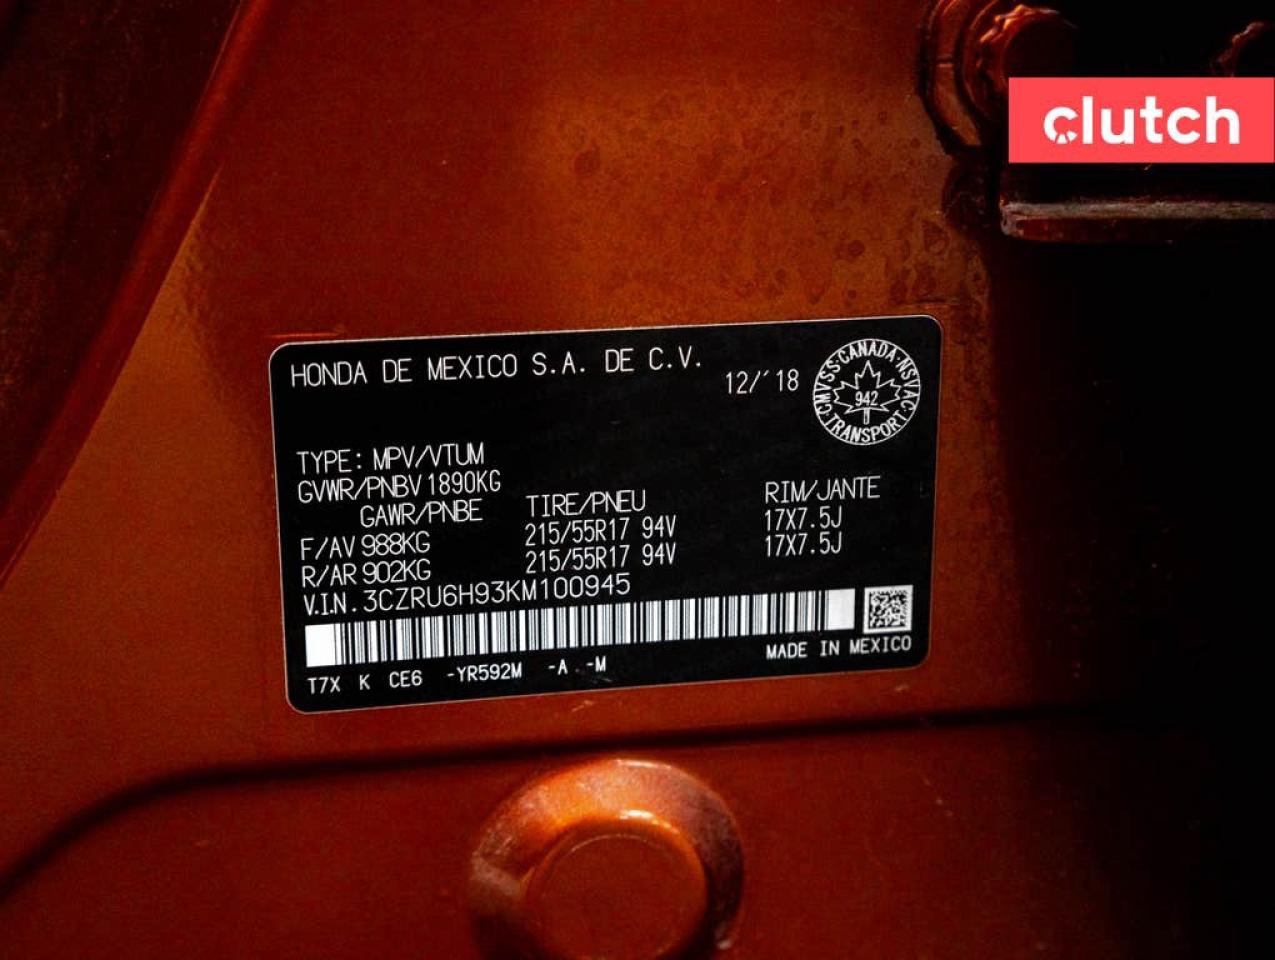 clutch
HONDA DE MEXICO S.A. DE C.V.
12/'18
CMVSS·CANADA·NSVAC
942
TRANSPORT
TYPE: MPV/VTUM
GVWR/PNBV 1890KG
GAWR/PNBE TIRE/PNEU RIM/JANTE
F/AV 988KG 215/55R17 94V 17X7.5J
R/AR 902KG 215/55R17 94V 17X7.5J
V.I.N. 3CZRU6H93KM100945
MADE IN MEXICO
T7X K CE6 -YR592M -A -M